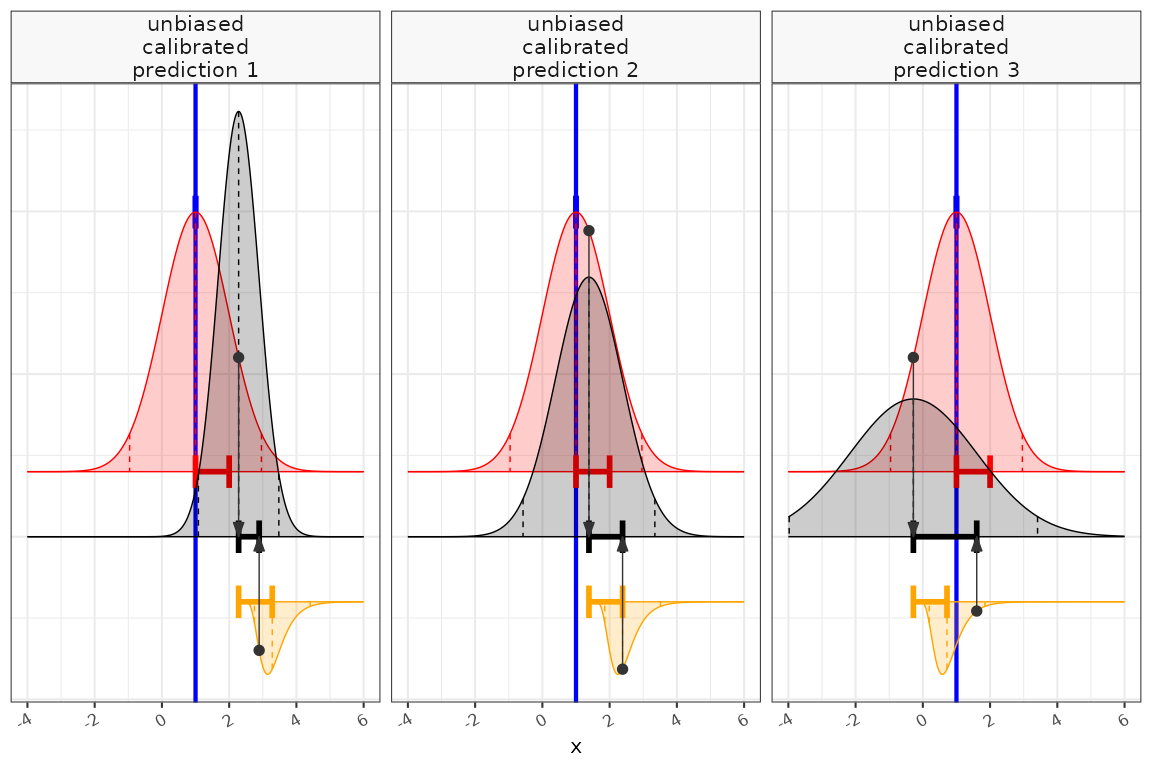 unbiased
calibrated
prediction 1
unbiased
calibrated
prediction 2
unbiased
calibrated
prediction 3
-4 -2 0 2 4 6
-4 -2 0 2 4 6
-4 -2 0 2 4 6
x